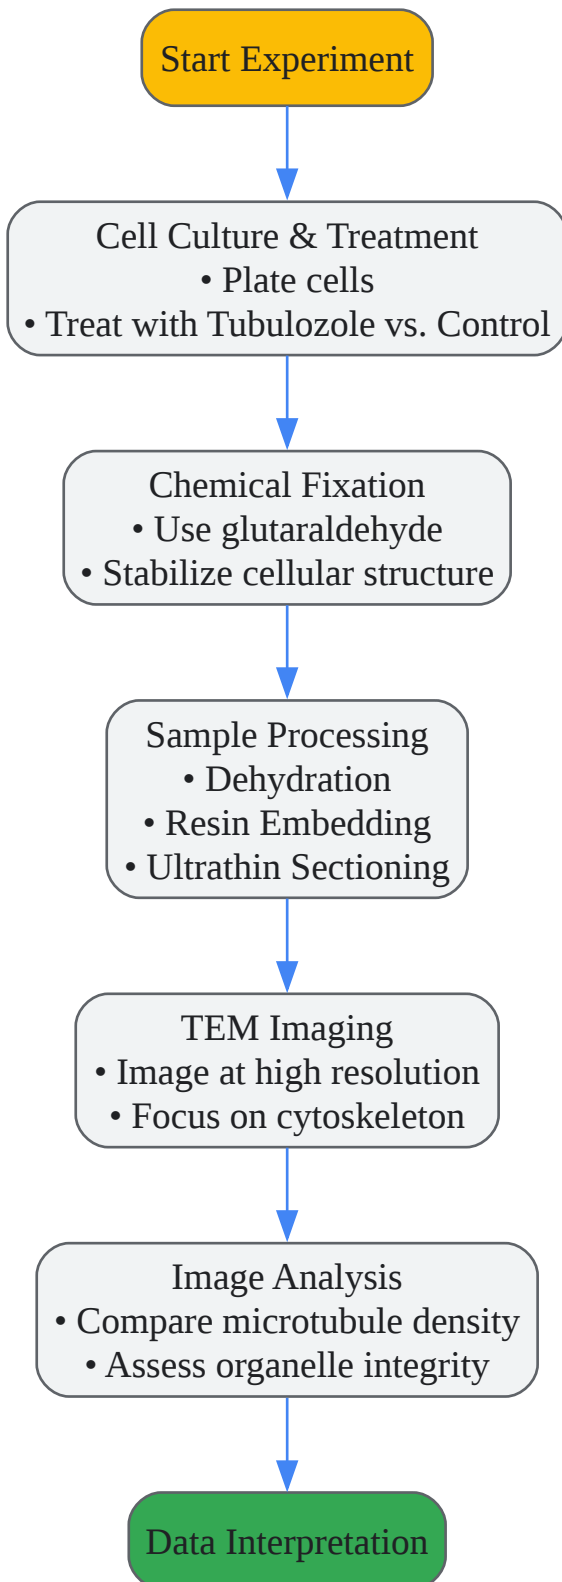 Start Experiment
Cell Culture & Treatment
• Plate cells
• Treat with Tubulozole vs. Control
Chemical Fixation
• Use glutaraldehyde
• Stabilize cellular structure
Sample Processing
• Dehydration
• Resin Embedding
• Ultrathin Sectioning
TEM Imaging
• Image at high resolution
• Focus on cytoskeleton
Image Analysis
• Compare microtubule density
• Assess organelle integrity
Data Interpretation